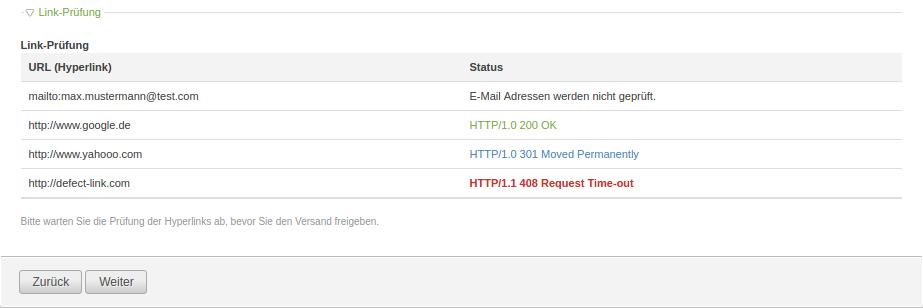 Link-Prüfung
Link-Prüfung
URL (Hyperlink) Status
mailto:max.mustermann@test.com E-Mail Adressen werden nicht geprüft.
http://www.google.de HTTP/1.0 200 OK
http://www.yahooo.com HTTP/1.0 301 Moved Permanently
http://defect-link.com HTTP/1.1 408 Request Time-out
Bitte warten Sie die Prüfung der Hyperlinks ab, bevor Sie den Versand freigeben.
Zurück Weiter